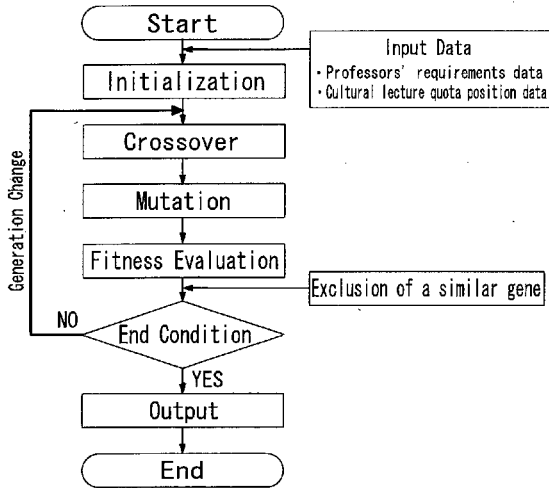 Start
Input Data
・Professors' requirements data
・Cultural lecture quota position data
Initialization
Crossover
Mutation
Generation Change
Fitness Evaluation
Exclusion of a similar gene
NO
End Condition
YES
Output
End